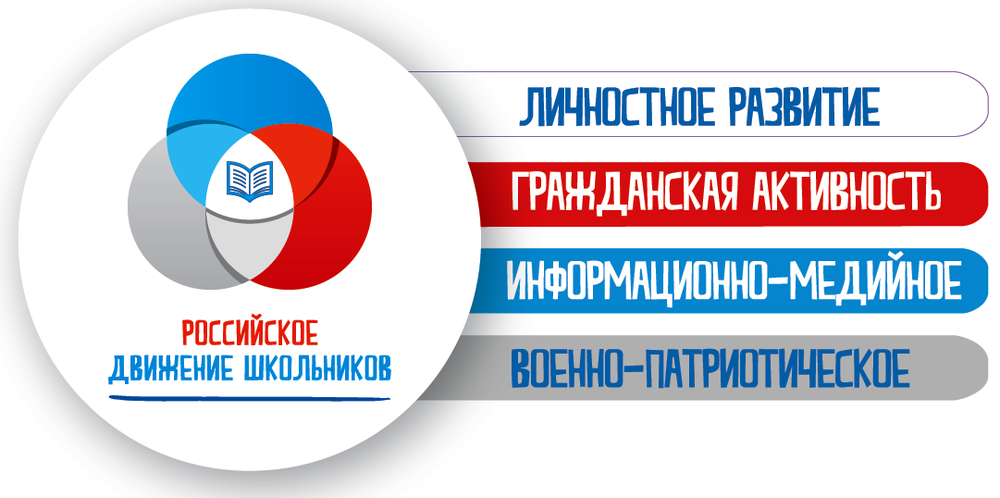 РОССИЙСКОЕ
ДВИЖЕНИЕ ШКОЛЬНИКОВ
ЛИЧНОСТНОЕ РАЗВИТИЕ
ГРАЖДАНСКАЯ АКТИВНОСТЬ
ИНФОРМАЦИОННО-МЕДИЙНОЕ
ВОЕННО-ПАТРИОТИЧЕСКОЕ